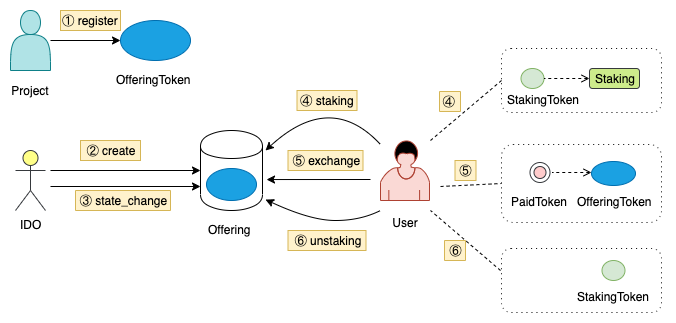 ① register
Project
OfferingToken
② create
③ state_change
IDO
Offering
④ staking
⑤ exchange
⑥ unstaking
User
④
StakingToken
Staking
⑤
PaidToken
OfferingToken
⑥
StakingToken